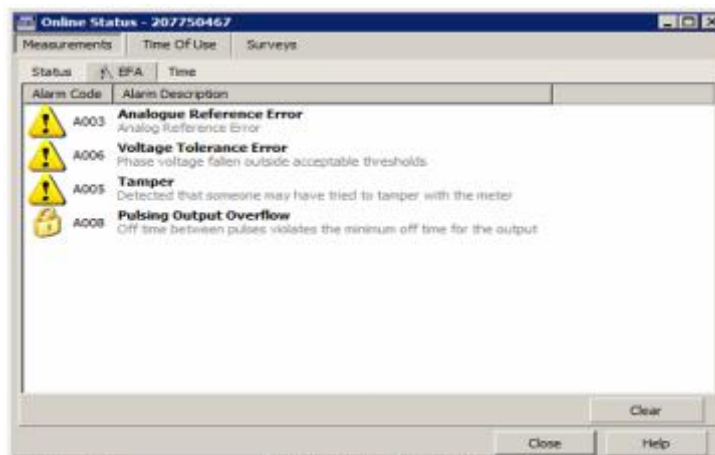 Online Status - 207750467
Measurements Time Of Use Surveys
Status EFA Time
Alarm Code Alarm Description
A003 Analogue Reference Error
Analog Reference Error
A006 Voltage Tolerance Error
Phase voltage fallen outside acceptable thresholds
A005 Tamper
Detected that someone may have tried to tamper with the meter
A008 Pulsing Output Overflow
Off time between pulses violates the minimum off time for the output
Clear
Close Help